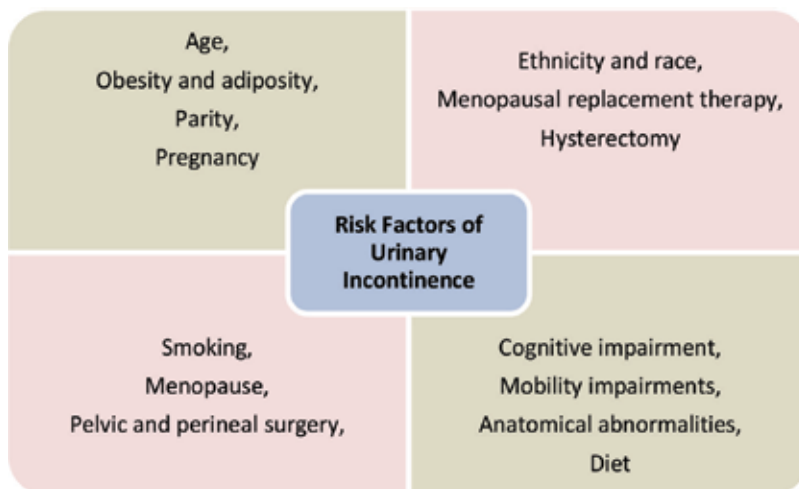 Age,
Obesity and adiposity,
Parity,
Pregnancy
Ethnicity and race,
Menopausal replacement therapy,
Hysterectomy
Risk Factors of
Urinary
Incontinence
Smoking,
Menopause,
Pelvic and perineal surgery,
Cognitive impairment,
Mobility impairments,
Anatomical abnormalities,
Diet